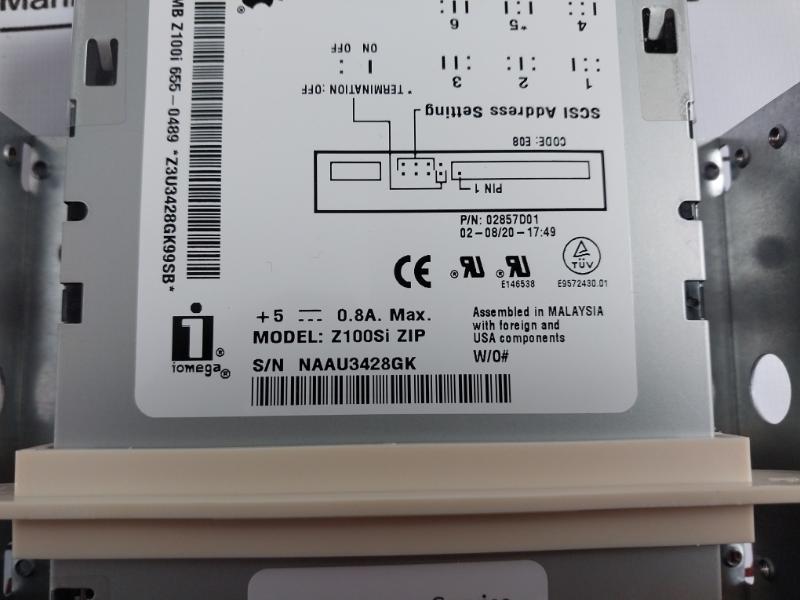 MB Z100i 655-0489 *Z3U3428GK99SB*
6
*5
4
ON OFF
3
2
1
* TERMINATION :OFF
SCSI Address Setting
CODE: E08
PIN 1
P/N: 02857D01
02-08/20-17:49
CE
E146538
TÜV
E9572430.01
+5 0.8A. Max.
MODEL: Z100Si ZIP
S/N NAAU3428GK
Assembled in MALAYSIA
with foreign and
USA components
W/O#
iomega®